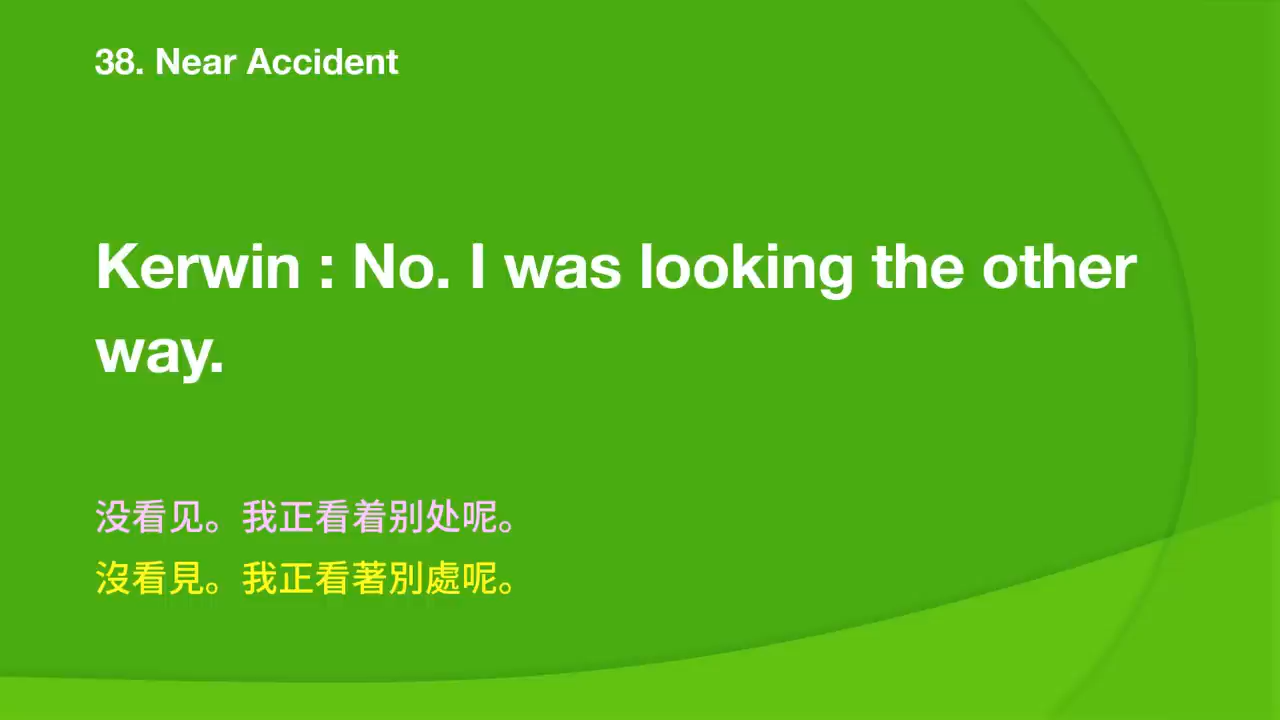 38. Near Accident
Kerwin : No. I was looking the other
way.
没看见。我正看着别处呢。
沒看見。我正看著別處呢。